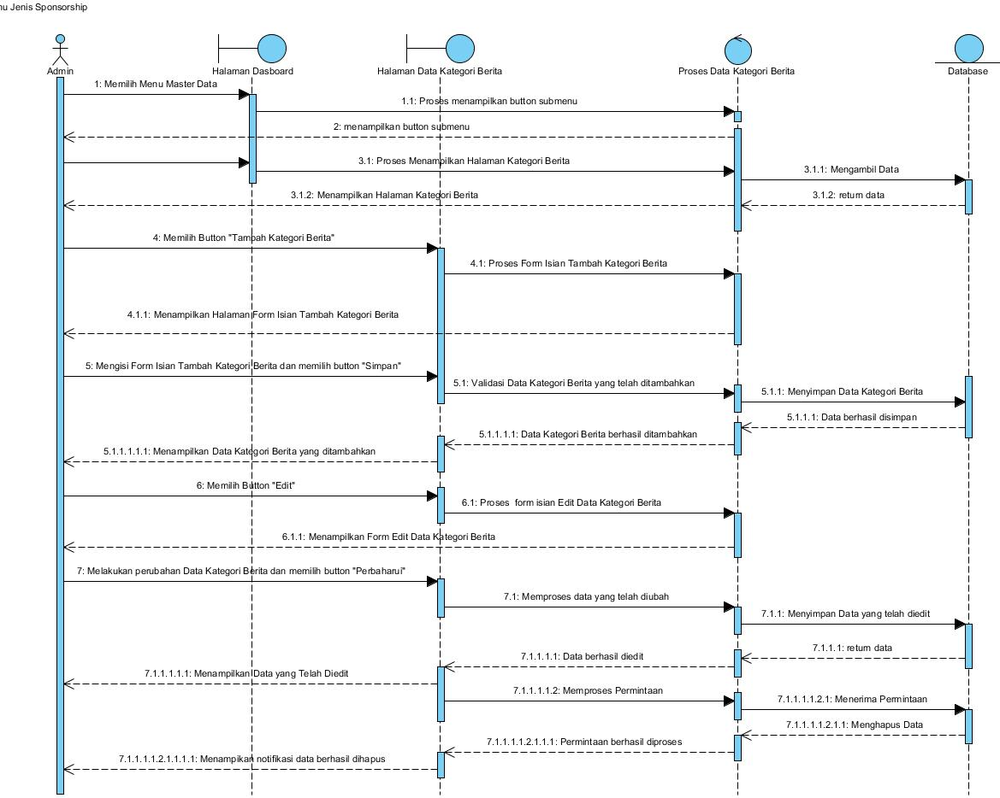 nu Jenis Sponsorship
Admin
Halaman Dasboard
Halaman Data Kategori Berita
Proses Data Kategori Berita
Database
1: Memilih Menu Master Data
1.1: Proses menampilkan button submenu
2: menampilkan button submenu
3.1: Proses Menampilkan Halaman Kategori Berita
3.1.1: Mengambil Data
3.1.2: Menampilkan Halaman Kategori Berita
3.1.2: return data
4: Memilih Button "Tambah Kategori Berita"
4.1: Proses Form Isian Tambah Kategori Berita
4.1.1: Menampilkan Halaman Form Isian Tambah Kategori Berita
5: Mengisi Form Isian Tambah Kategori Berita dan memilih button "Simpan"
5.1: Validasi Data Kategori Berita yang telah ditambahkan
5.1.1: Menyimpan Data Kategori Berita
5.1.1.1: Data berhasil disimpan
5.1.1.1.1: Data Kategori Berita berhasil ditambahkan
5.1.1.1.1.1: Menampilkan Data Kategori Berita yang ditambahkan
6: Memilih Button "Edit"
6.1: Proses form isian Edit Data Kategori Berita
6.1.1: Menampilkan Form Edit Data Kategori Berita
7: Melakukan perubahan Data Kategori Berita dan memilih button "Perbaharui"
7.1: Memproses data yang telah diubah
7.1.1: Menyimpan Data yang telah diedit
7.1.1.1: return data
7.1.1.1.1: Data berhasil diedit
7.1.1.1.1.1: Menampilkan Data yang Telah Diedit
7.1.1.1.1.2: Memproses Permintaan
7.1.1.1.1.2.1: Menerima Permintaan
7.1.1.1.1.2.1.1: Menghapus Data
7.1.1.1.1.2.1.1.1: Permintaan berhasil diproses
7.1.1.1.1.2.1.1.1.1: Menampikan notifikasi data berhasil dihapus